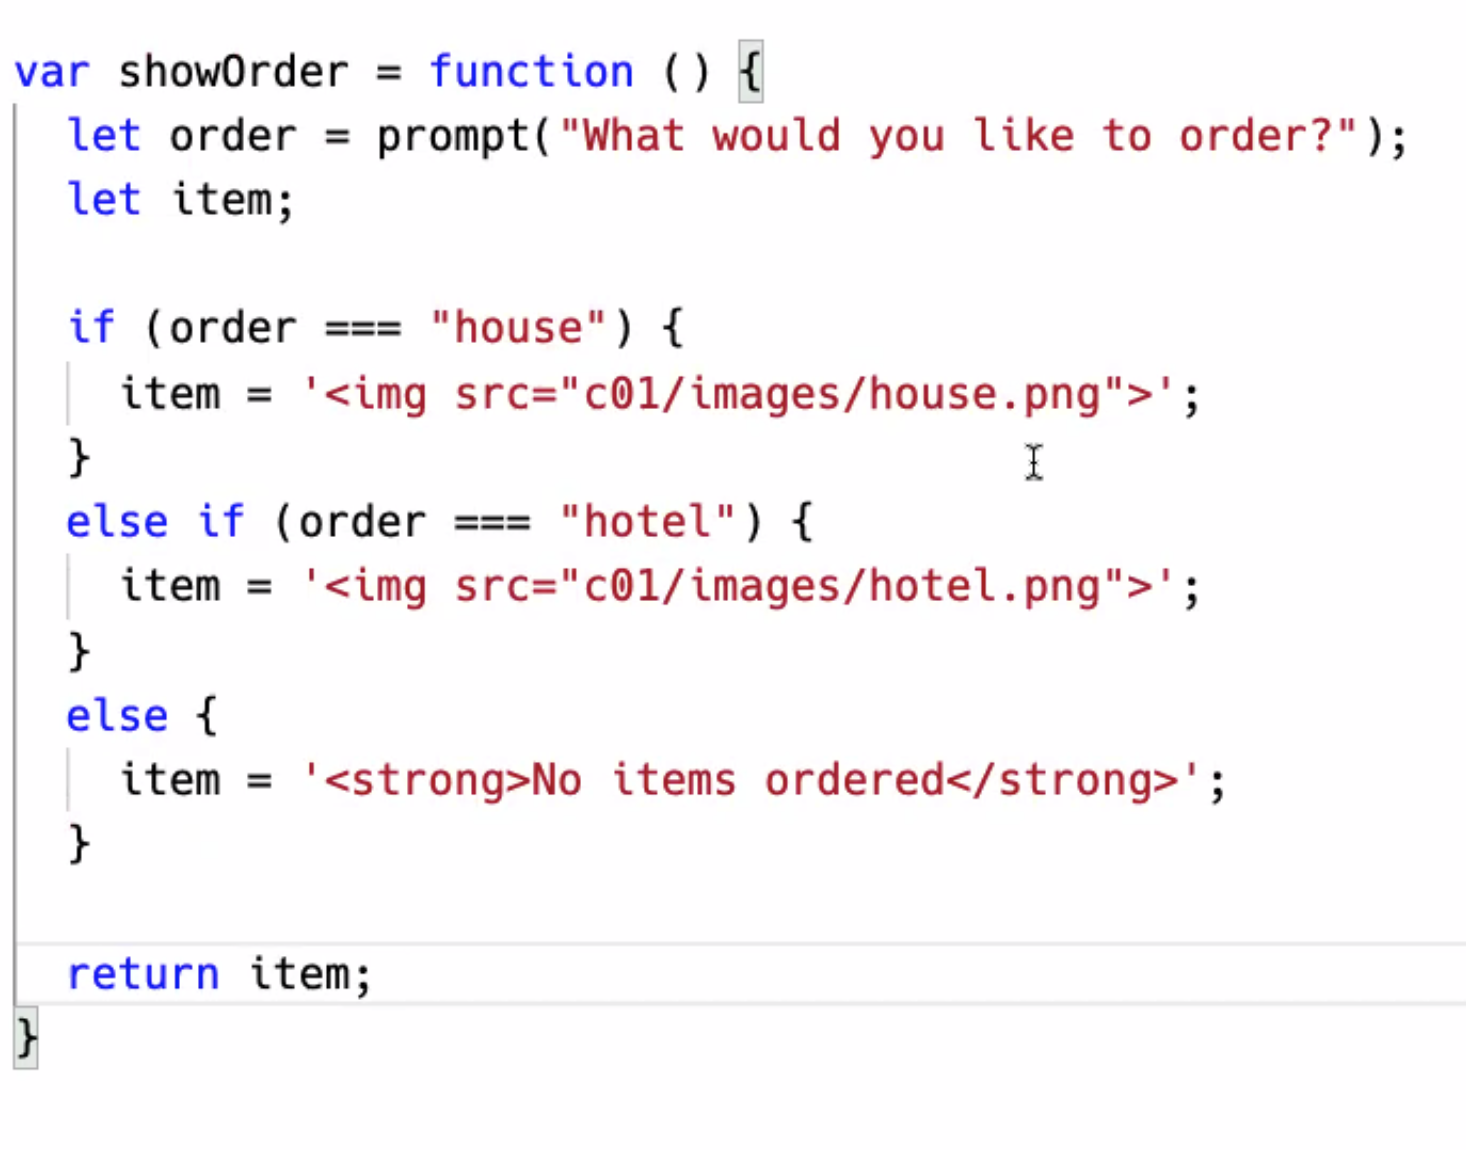 var showOrder = function () {
  let order = prompt("What would you like to order?");
  let item;

  if (order === "house") {
    item = '<img src="c01/images/house.png">';
  }
  else if (order === "hotel") {
    item = '<img src="c01/images/hotel.png">';
  }
  else {
    item = '<strong>No items ordered</strong>';
  }

  return item;
}